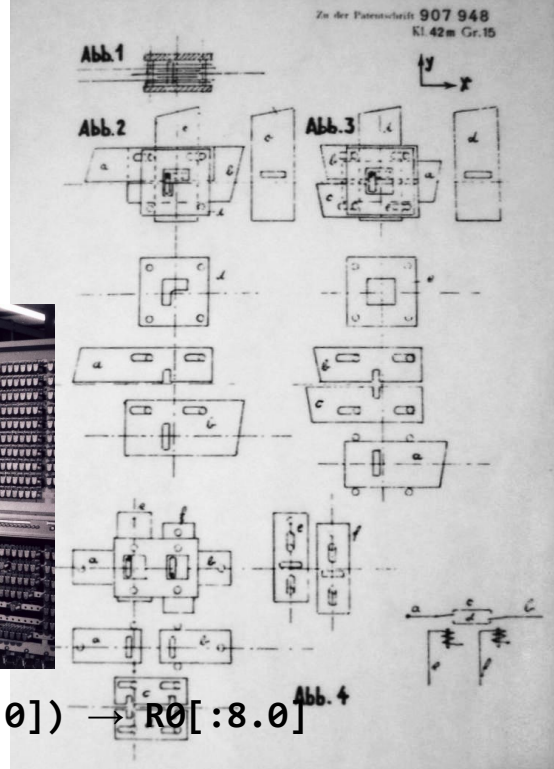 Zu der Patentschrift 907 948
Kl. 42m Gr. 15
Abb.1
y
x
Abb.2
e
c
a
b
i
Abb.3
i
d
b
a
c
d
e
a
b
b
c
a
e
f
a
b
e
f
a
b
c
c
a
b
d
e
f
Abb. 4
0]) → R0[:8.0]